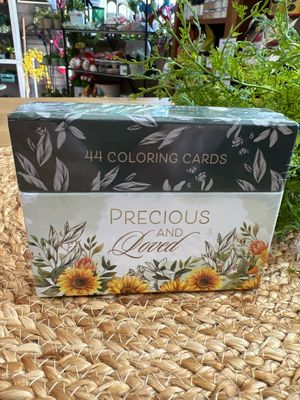 44 COLORING CARDS
PRECIOUS
AND
Loved